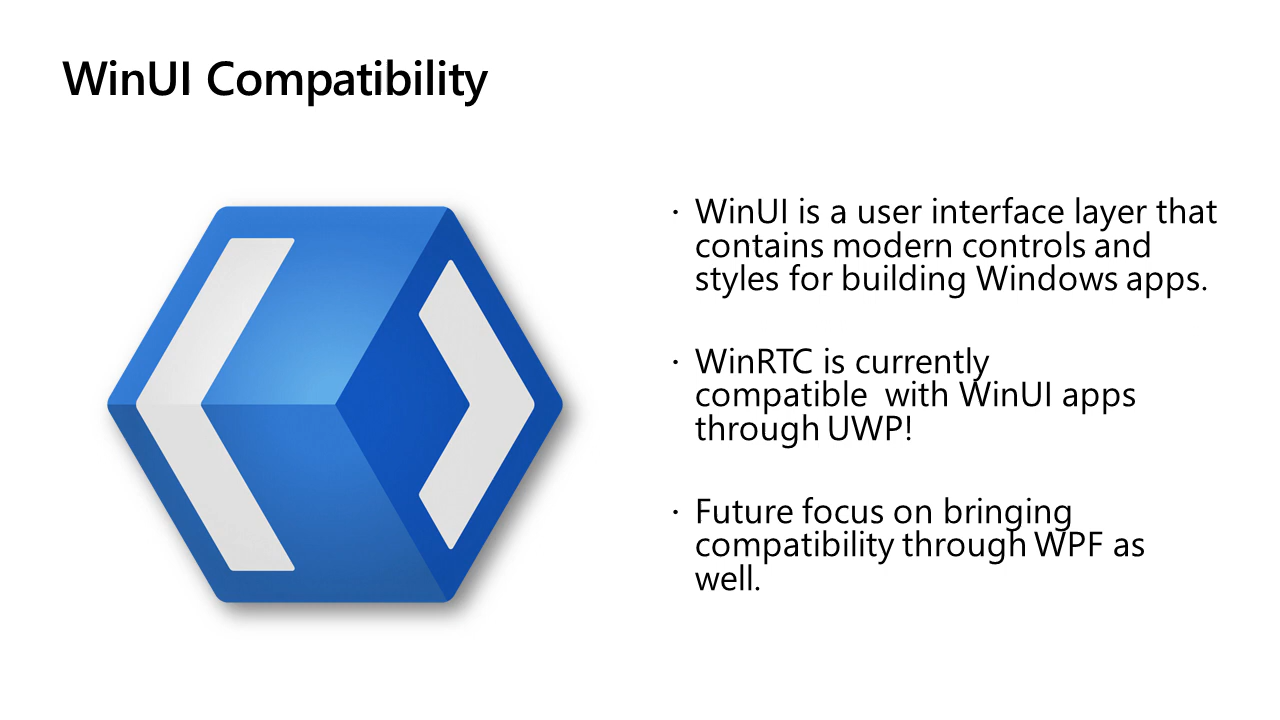 WinUI Compatibility
· WinUI is a user interface layer that
contains modern controls and
styles for building Windows apps.
· WinRTC is currently
compatible  with WinUI apps
through UWP!
· Future focus on bringing
compatibility through WPF as
well.